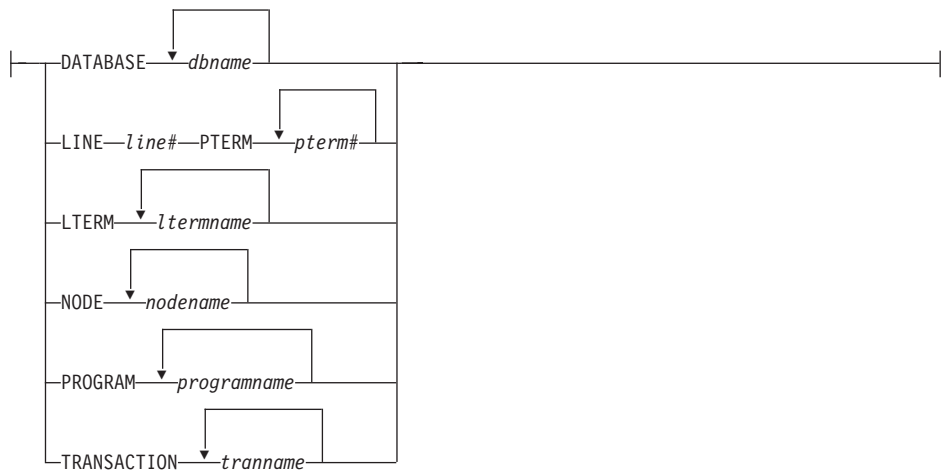 DATABASE dbname
LINE line# PTERM pterm#
LTERM ltermname
NODE nodename
PROGRAM programname
TRANSACTION tranname